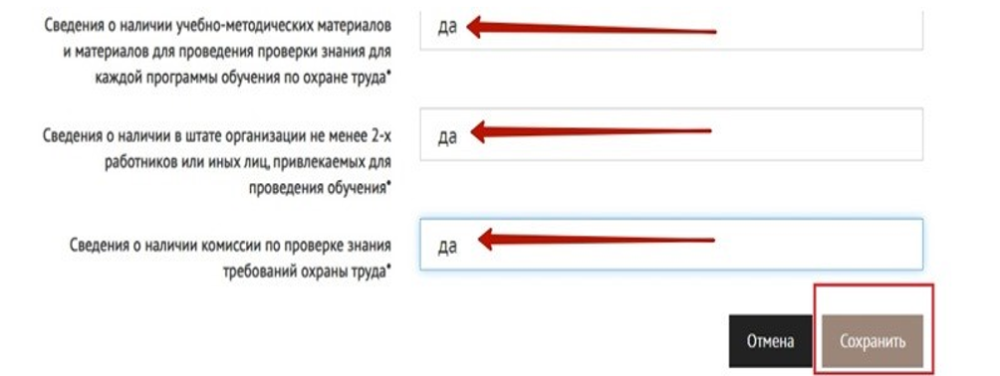 Сведения о наличии учебно-методических материалов
и материалов для проведения проверки знания для
каждой программы обучения по охране труда*
да
Сведения о наличии в штате организации не менее 2-х
работников или иных лиц, привлекаемых для
проведения обучения*
да
Сведения о наличии комиссии по проверке знания
требований охраны труда*
да
Отмена
Сохранить